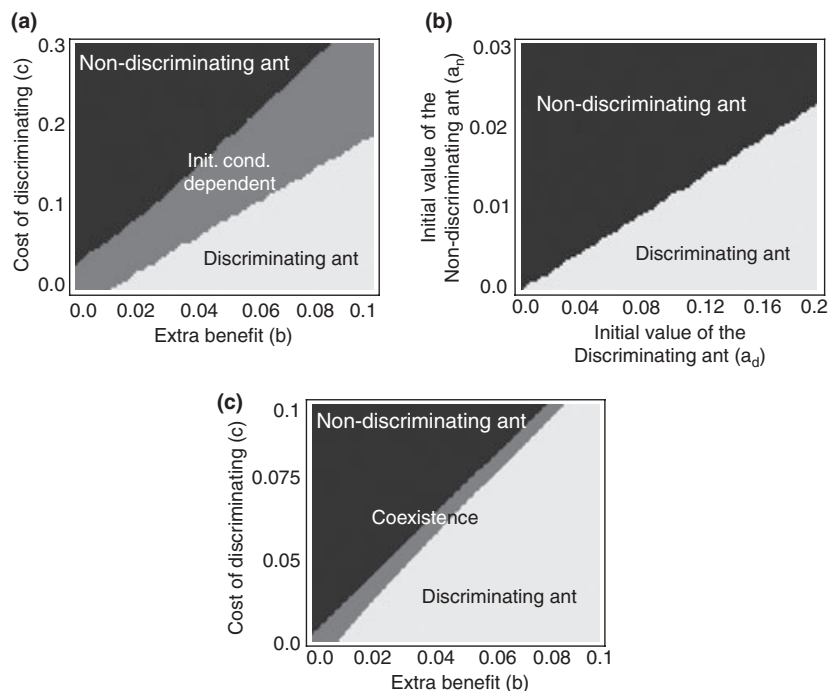 (a)
Cost of discriminating (c)
0.3
0.2
0.1
0.0
Non-discriminating ant
Init. cond.
dependent
Discriminating ant
0.0 0.02 0.04 0.06 0.08 0.1
Extra benefit (b)
(b)
Initial value of the
Non-discriminating ant (aₙ)
0.03
0.02
0.01
0.0
Non-discriminating ant
Discriminating ant
0.0 0.04 0.08 0.12 0.16 0.2
Initial value of the
Discriminating ant (a_d)
(c)
Cost of discriminating (c)
0.1
0.075
0.05
0.0
Non-discriminating ant
Coexistence
Discriminating ant
0.0 0.02 0.04 0.06 0.08 0.1
Extra benefit (b)